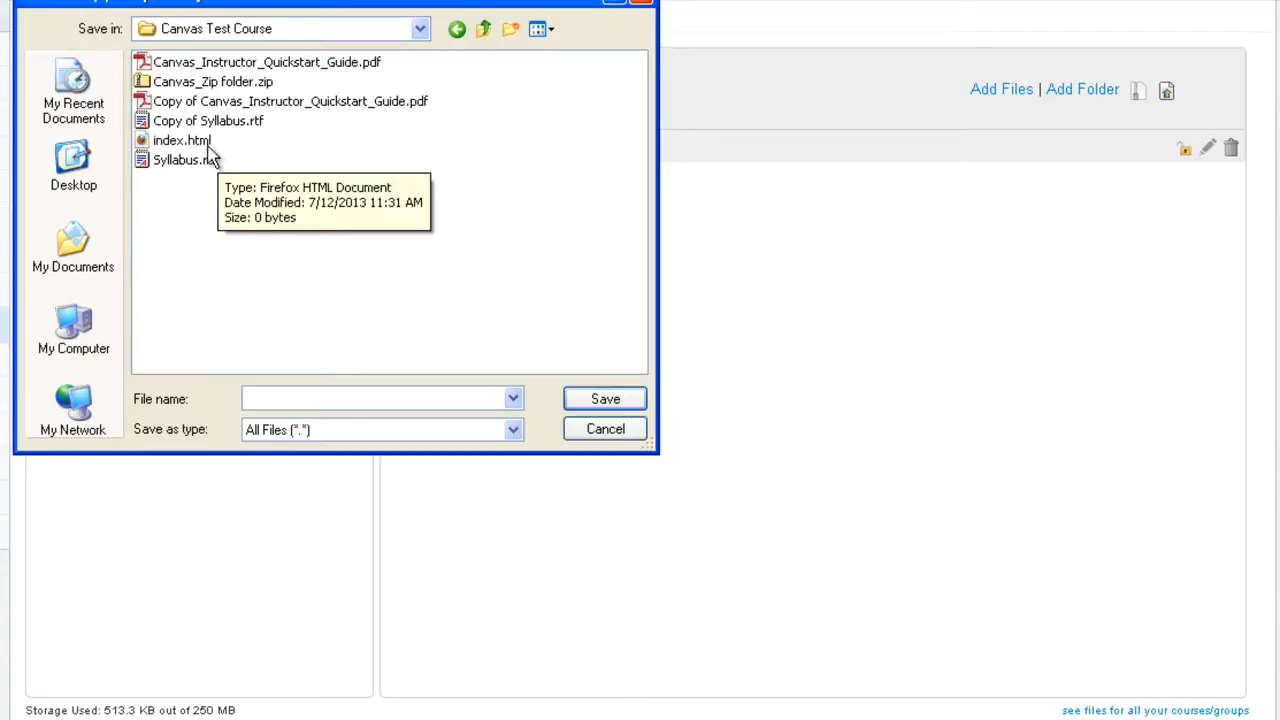 Save in: Canvas Test Course
Canvas_Instructor_Quickstart_Guide.pdf
Canvas_Zip folder.zip
Copy of Canvas_Instructor_Quickstart_Guide.pdf
Copy of Syllabus.rtf
index.html
Syllabus.r
Type: Firefox HTML Document
Date Modified: 7/12/2013 11:31 AM
Size: 0 bytes
My Recent
Documents
Desktop
My Documents
My Computer
My Network
File name:
Save
Save as type: All Files (*.*)
Cancel
Add Files | Add Folder
Storage Used: 513.3 KB out of 250 MB
see files for all your courses/groups